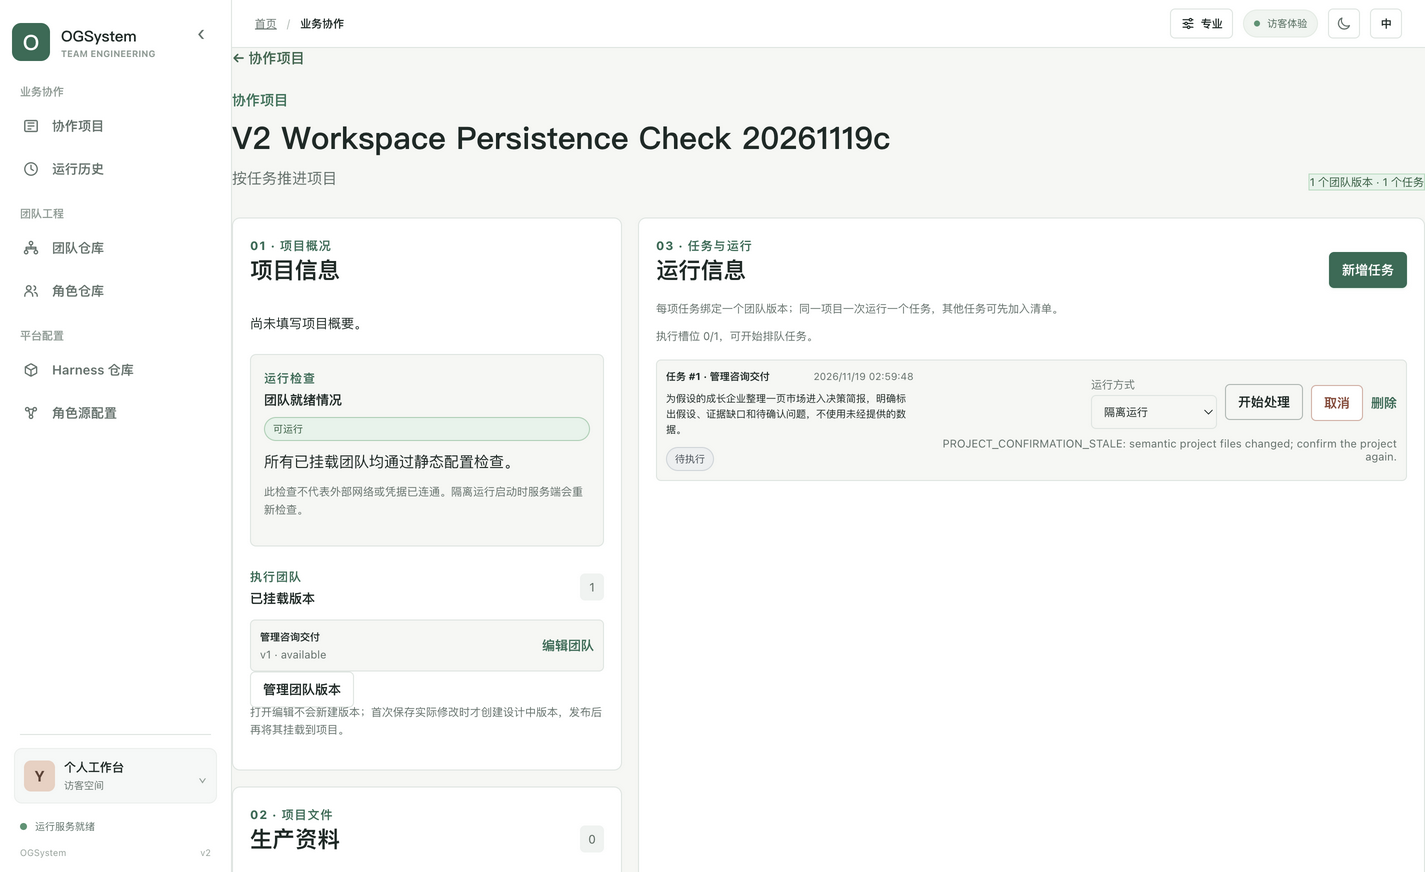 O
OGSystem
TEAM ENGINEERING
业务协作
协作项目
运行历史
团队工程
团队仓库
角色仓库
平台配置
Harness 仓库
角色源配置
Y
个人工作台
访客空间
运行服务就绪
OGSystem
v2
首页 / 业务协作
专业
访客体验
中
← 协作项目
协作项目
V2 Workspace Persistence Check 20261119c
按任务推进项目
1 个团队版本 · 1 个任务
01 · 项目概况
项目信息
尚未填写项目概要。
运行检查
团队就绪情况
可运行
所有已挂载团队均通过静态配置检查。
此检查不代表外部网络或凭据已连通。隔离运行启动时服务端会重
新检查。
执行团队
已挂载版本
1
管理咨询交付
v1 · available
编辑团队
管理团队版本
打开编辑不会新建版本；首次保存实际修改时才创建设计中版本，发布后
再将其挂载到项目。
02 · 项目文件
生产资料
0
03 · 任务与运行
运行信息
新增任务
每项任务绑定一个团队版本；同一项目一次运行一个任务，其他任务可先加入清单。
执行槽位 0/1，可开始排队任务。
任务 #1 · 管理咨询交付
2026/11/19 02:59:48
为假设的成长企业整理一页市场进入决策简报，明确标
出假设、证据缺口和待确认问题，不使用未经提供的数
据。
待执行
运行方式
隔离运行
开始处理
取消
删除
PROJECT_CONFIRMATION_STALE: semantic project files changed; confirm the project
again.